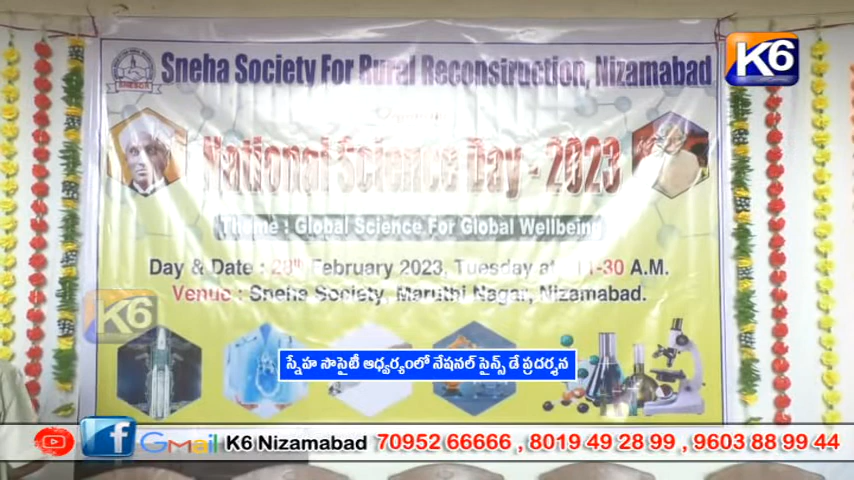 K6
Sneha Society For Rural Reconstruction, Nizamabad
National Science Day - 2023
Theme : Global Science For Global Wellbeing
Day & Date : 28th February 2023, Tuesday at 11-30 A.M.
Venue : Sneha Society, Maruthi Nagar, Nizamabad.
K6
స్నేహ సొసైటీ ఆధ్వర్యంలో నేషనల్ సైన్స్ డే ప్రదర్శన
f Gmail K6 Nizamabad 70952 66666 , 8019 49 28 99 , 9603 88 99 44